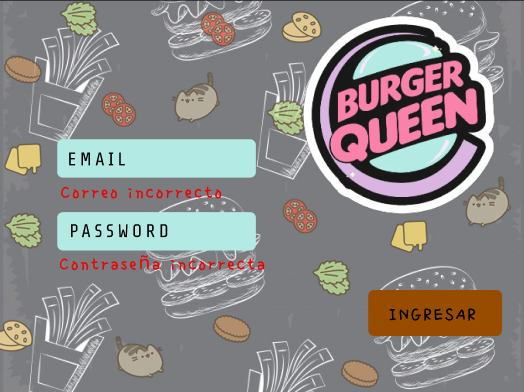 BURGER
QUEEN
EMAIL
Correo incorrecto
PASSWORD
Contraseña incorrecta
INGRESAR